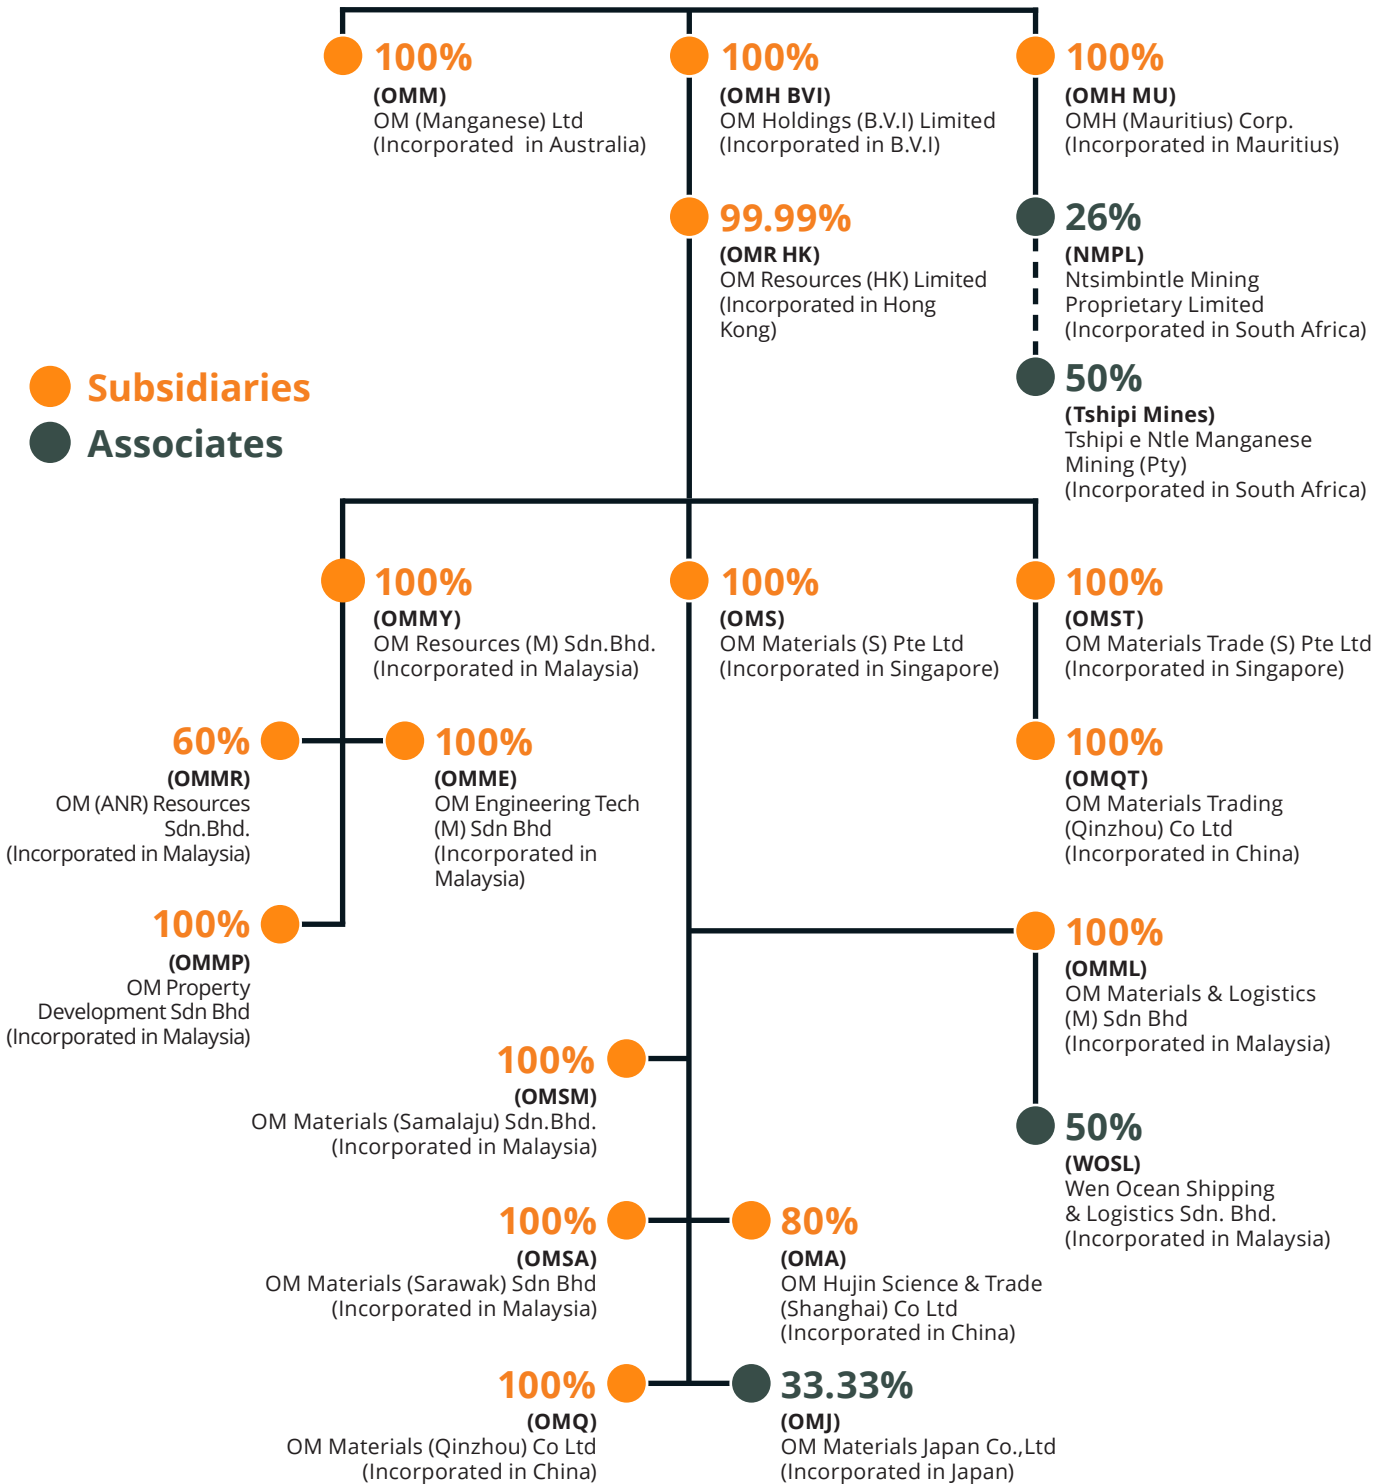 100%
(OMM)
OM (Manganese) Ltd
(Incorporated in Australia)
100%
(OMH BVI)
OM Holdings (B.V.I) Limited
(Incorporated in B.V.I)
100%
(OMH MU)
OMH (Mauritius) Corp.
(Incorporated in Mauritius)
99.99%
(OMR HK)
OM Resources (HK) Limited
(Incorporated in Hong
Kong)
26%
(NMPL)
Ntsimbintle Mining
Proprietary Limited
(Incorporated in South Africa)
50%
(Tshipi Mines)
Tshipi e Ntle Manganese
Mining (Pty)
(Incorporated in South Africa)
Subsidiaries
Associates
100%
(OMMY)
OM Resources (M) Sdn.Bhd.
(Incorporated in Malaysia)
100%
(OMS)
OM Materials (S) Pte Ltd
(Incorporated in Singapore)
100%
(OMST)
OM Materials Trade (S) Pte Ltd
(Incorporated in Singapore)
60%
(OMMR)
OM (ANR) Resources
Sdn.Bhd.
(Incorporated in Malaysia)
100%
(OMME)
OM Engineering Tech
(M) Sdn Bhd
(Incorporated in
Malaysia)
100%
(OMQT)
OM Materials Trading
(Qinzhou) Co Ltd
(Incorporated in China)
100%
(OMMP)
OM Property
Development Sdn Bhd
(Incorporated in Malaysia)
100%
(OMML)
OM Materials & Logistics
(M) Sdn Bhd
(Incorporated in Malaysia)
100%
(OMSM)
OM Materials (Samalaju) Sdn.Bhd.
(Incorporated in Malaysia)
50%
(WOSL)
Wen Ocean Shipping
& Logistics Sdn. Bhd.
(Incorporated in Malaysia)
100%
(OMSA)
OM Materials (Sarawak) Sdn Bhd
(Incorporated in Malaysia)
80%
(OMA)
OM Hujin Science & Trade
(Shanghai) Co Ltd
(Incorporated in China)
100%
(OMQ)
OM Materials (Qinzhou) Co Ltd
(Incorporated in China)
33.33%
(OMJ)
OM Materials Japan Co.,Ltd
(Incorporated in Japan)